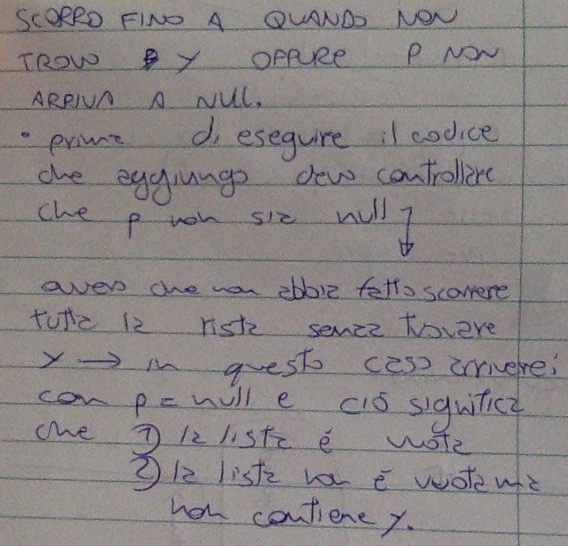 SCORRO FINO A QUANDO NON
TROVO Y OPPURE P NON
ARRIVA A NUL.
• prima di eseguire il codice
che aggiungo devo controllare
che p non sia null
ovvero che non abbia fatto scorrere
tutta la lista senza trovare
y → in questo caso arriverei
con p = null e ciò significa
che 1) la lista é vuota
2) la lista non é vuota ma
non contiene y.